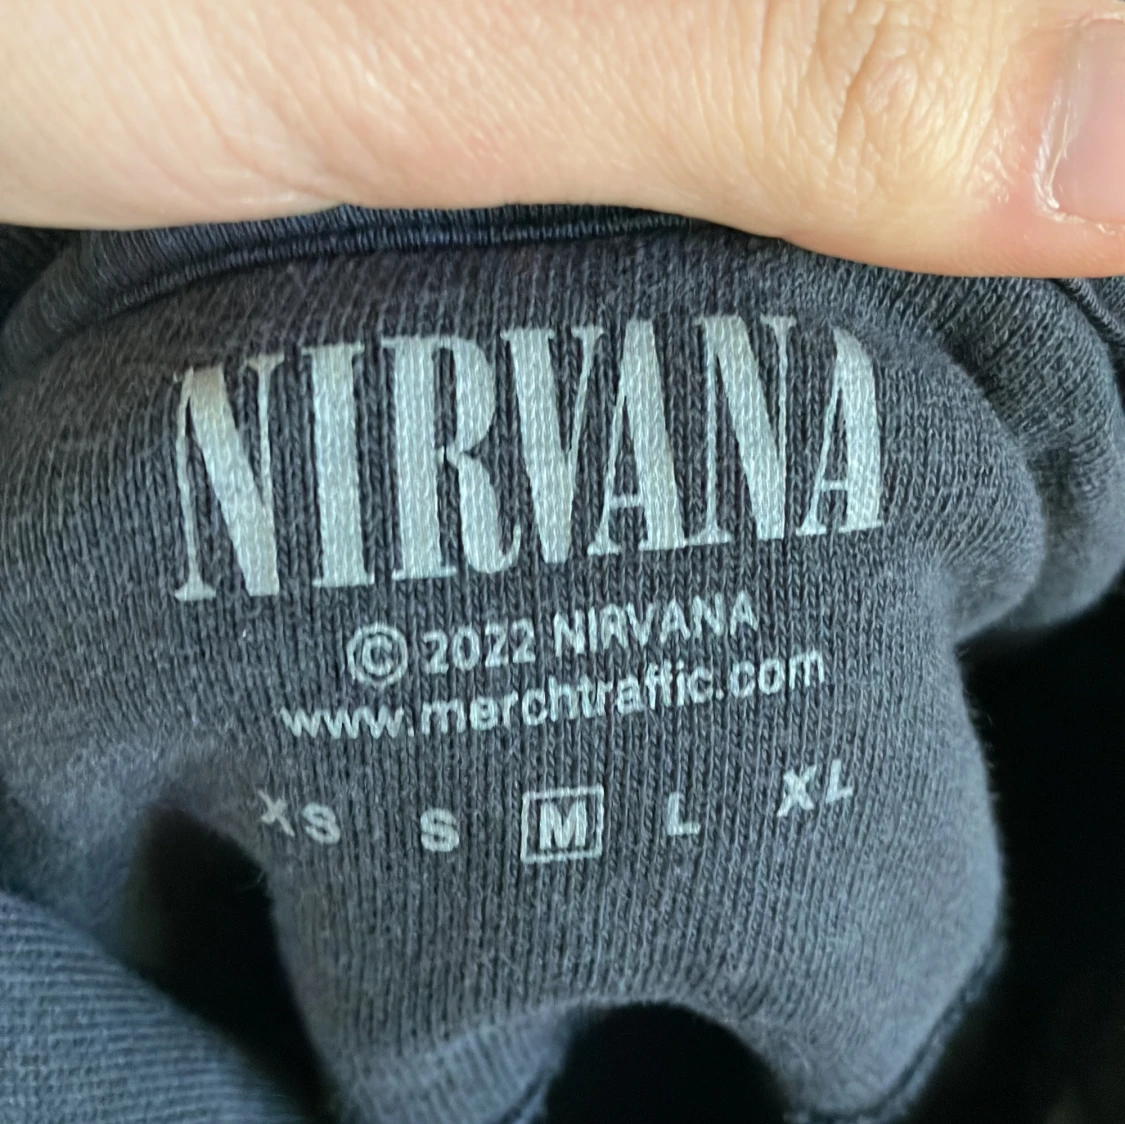 NIRVANA
© 2022 NIRVANA
www.merchtraffic.com
XS S M L XL